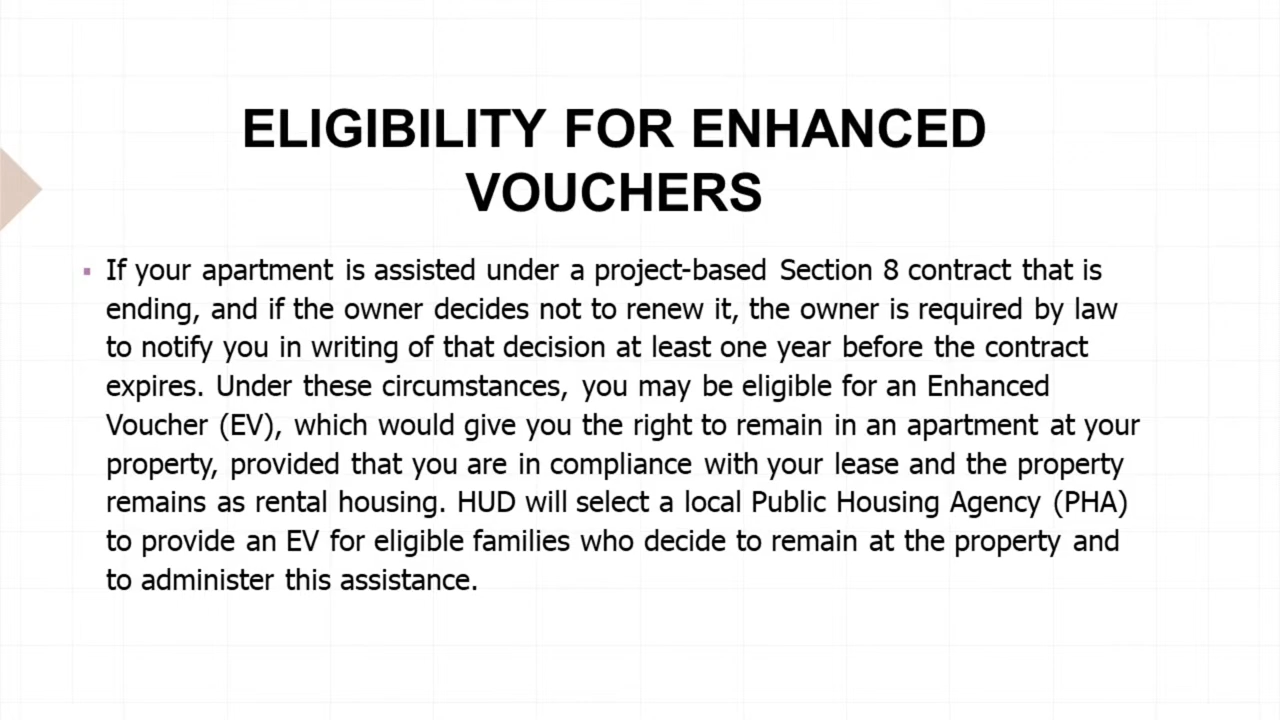 ELIGIBILITY FOR ENHANCED
VOUCHERS
▪ If your apartment is assisted under a project-based Section 8 contract that is
ending, and if the owner decides not to renew it, the owner is required by law
to notify you in writing of that decision at least one year before the contract
expires. Under these circumstances, you may be eligible for an Enhanced
Voucher (EV), which would give you the right to remain in an apartment at your
property, provided that you are in compliance with your lease and the property
remains as rental housing. HUD will select a local Public Housing Agency (PHA)
to provide an EV for eligible families who decide to remain at the property and
to administer this assistance.